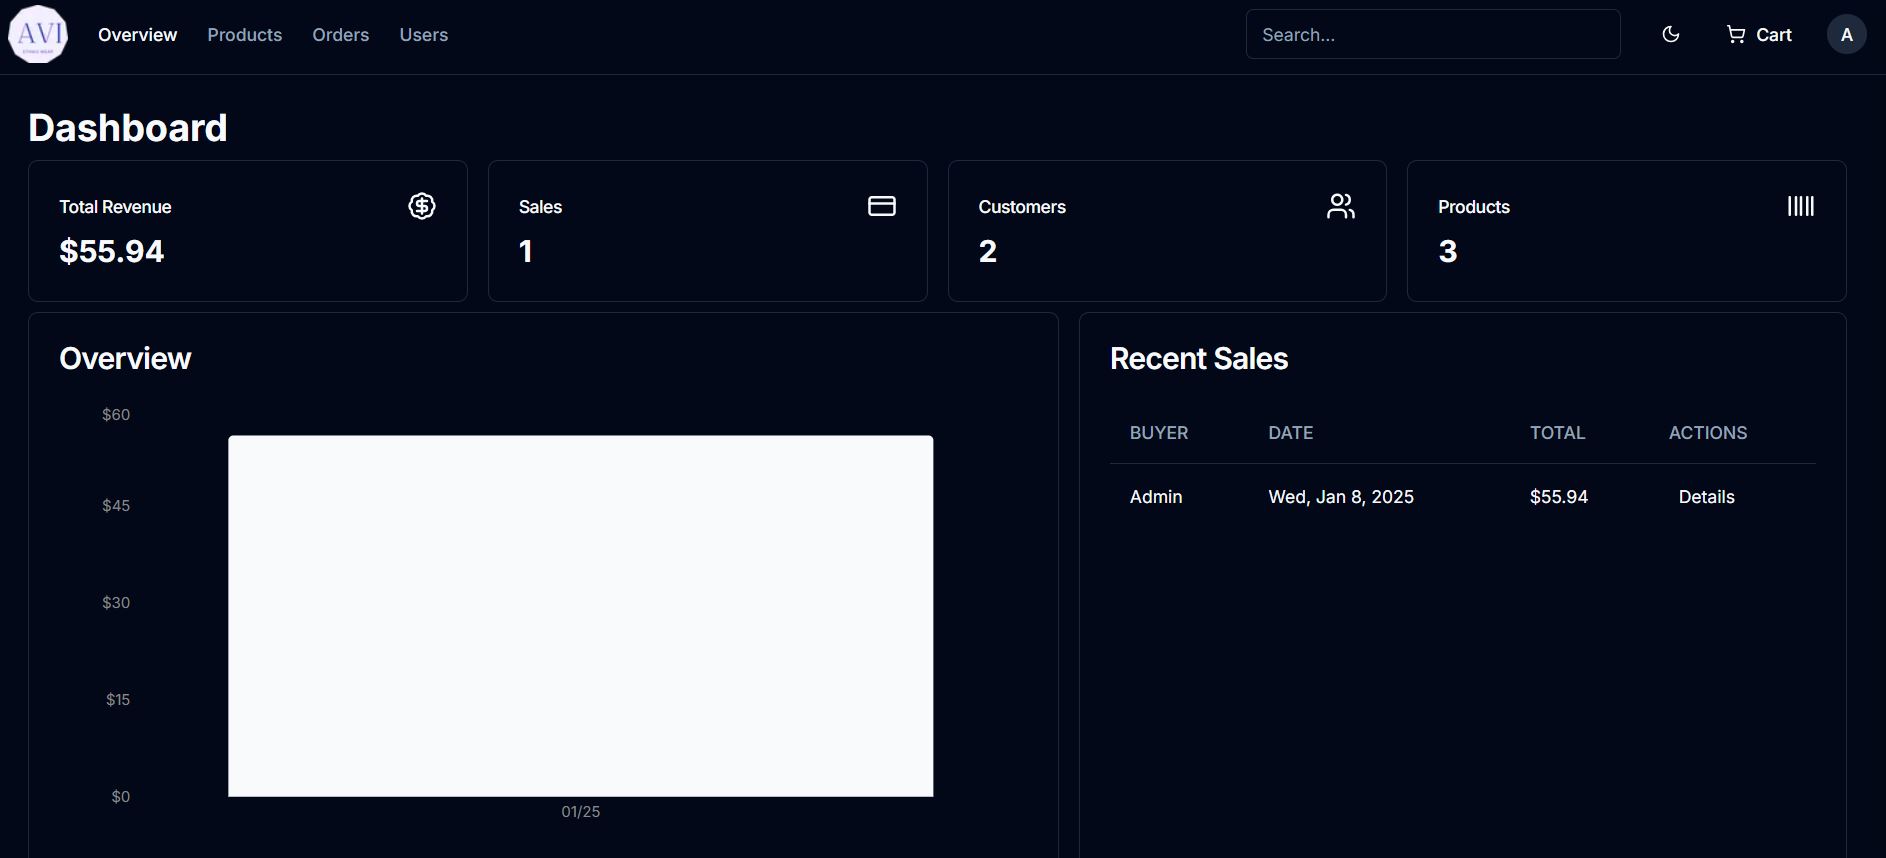 AVI
ETHNIC WEAR
Overview Products Orders Users Search... Cart A
Dashboard
Total Revenue
$55.94
Sales
1
Customers
2
Products
3
Overview
$60
$45
$30
$15
$0
01/25
Recent Sales
BUYER DATE TOTAL ACTIONS
Admin Wed, Jan 8, 2025 $55.94 Details